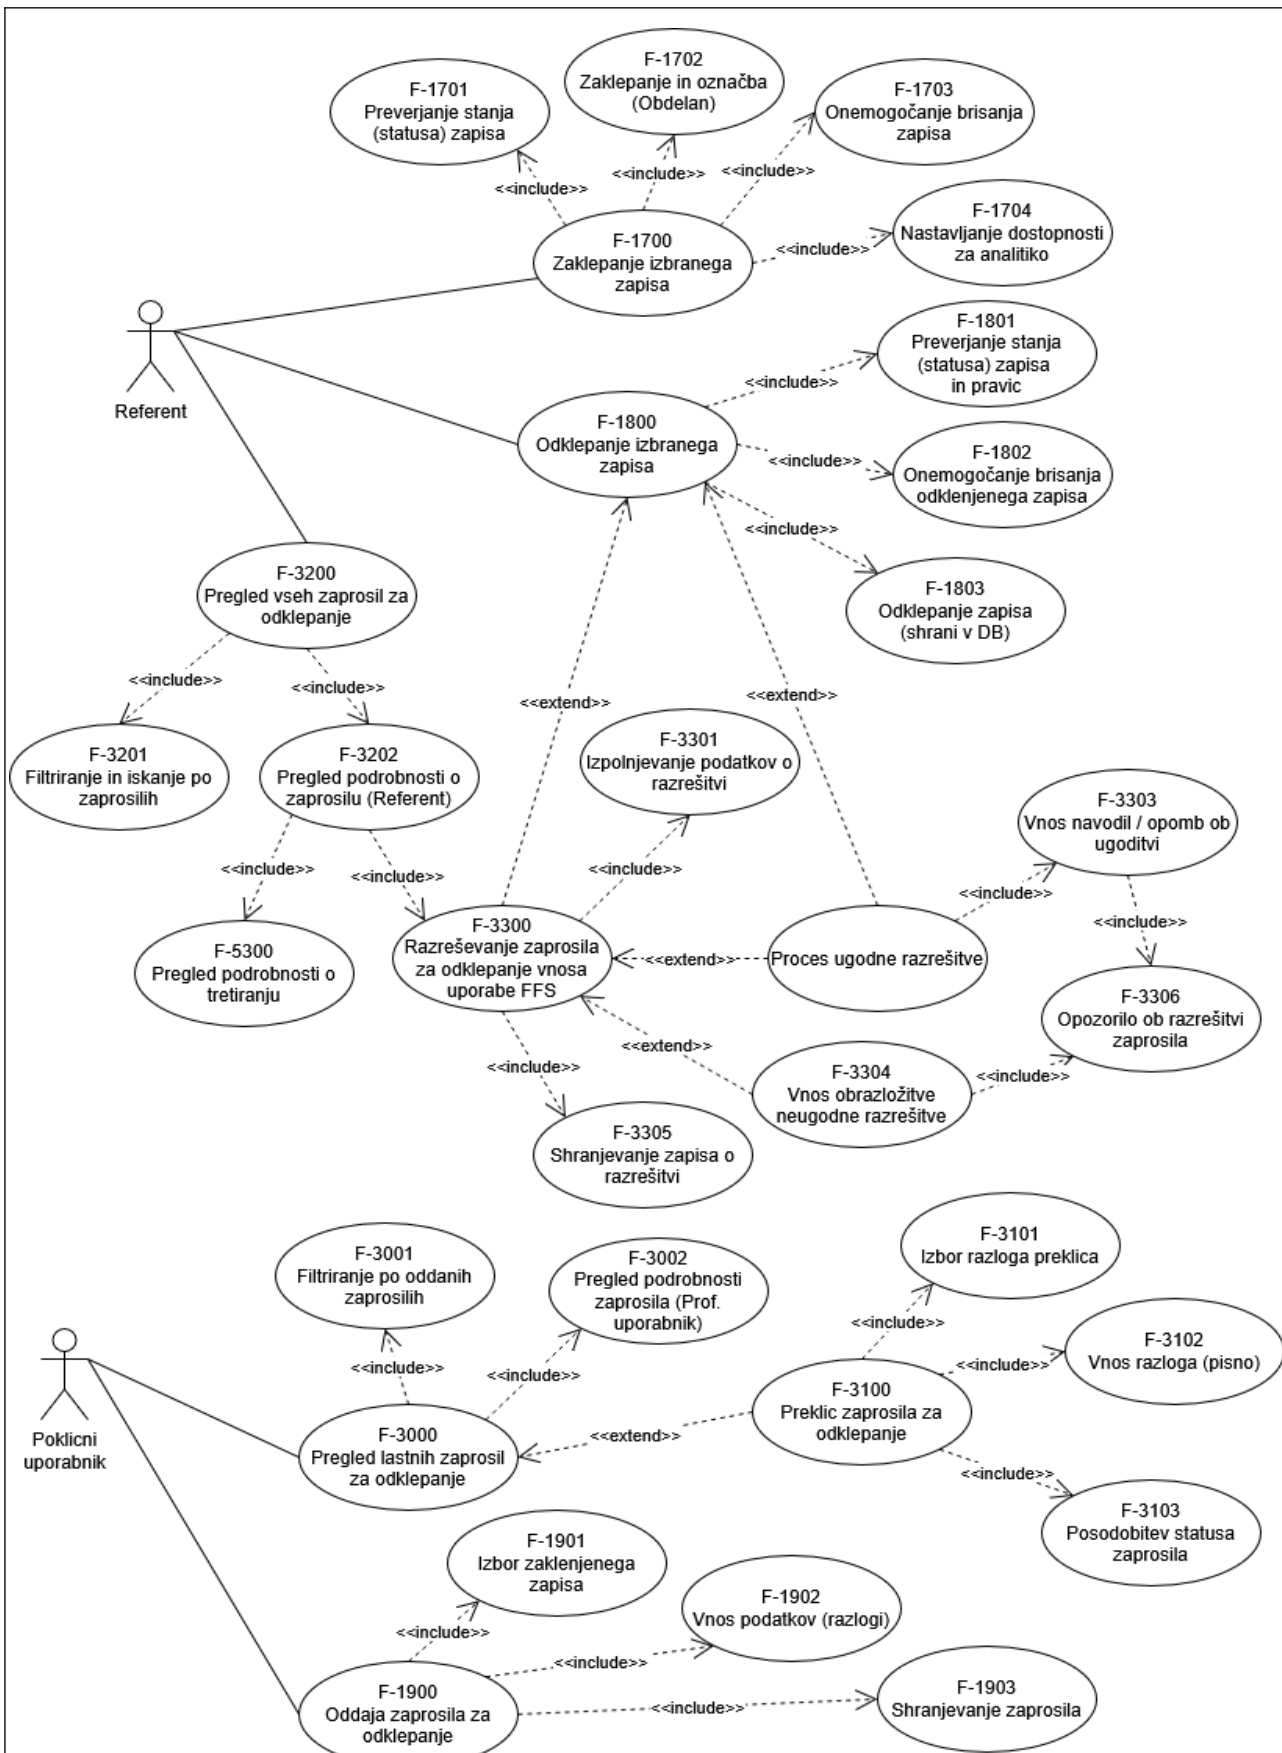 F-1702
Zaklepanje in označba
(Obdelan)
F-1701
Preverjanje stanja
(statusa) zapisa
F-1703
Onemogočanje brisanja
zapisa
<<include>>
<<include>>
<<include>>
F-1704
Nastavljanje dostopnosti
za analitiko
F-1700
Zaklepanje izbranega
zapisa
<<include>>
Referent
F-1801
Preverjanje stanja
(statusa) zapisa
in pravic
<<include>>
F-1800
Odklepanje izbranega
zapisa
F-1802
Onemogočanje brisanja
odklenjenega zapisa
<<include>>
<<include>>
F-1803
Odklepanje zapisa
(shrani v DB)
F-3200
Pregled vseh zaprosil za
odklepanje
<<include>>
<<include>>
<<extend>>
<<extend>>
F-3201
Filtriranje in iskanje po
zaprosilih
F-3202
Pregled podrobnosti o
zaprosilu (Referent)
F-3301
Izpolnjevanje podatkov o
razrešitvi
F-3303
Vnos navodil / opomb ob
ugoditvi
<<include>>
<<include>>
<<include>>
<<include>>
<<include>>
F-5300
Pregled podrobnosti o
tretiranju
F-3300
Razreševanje zaprosila
za odklepanje vnosa
uporabe FFS
<<extend>>
Proces ugodne razrešitve
F-3306
Opozorilo ob razrešitvi
zaprosila
<<extend>>
<<include>>
<<include>>
F-3304
Vnos obrazložitve
neugodne razrešitve
F-3305
Shranjevanje zapisa o
razrešitvi
F-3001
Filtriranje po oddanih
zaprosilih
F-3002
Pregled podrobnosti
zaprosila (Prof.
uporabnik)
F-3101
Izbor razloga preklica
<<include>>
F-3102
Vnos razloga (pisno)
<<include>>
<<include>>
<<include>>
Poklicni
uporabnik
F-3000
Pregled lastnih zaprosil
za odklepanje
<<extend>>
F-3100
Preklic zaprosila za
odklepanje
<<include>>
F-3103
Posodobitev statusa
zaprosila
F-1901
Izbor zaklenjenega
zapisa
F-1902
Vnos podatkov (razlogi)
<<include>>
<<include>>
F-1900
Oddaja zaprosila za
odklepanje
<<include>>
F-1903
Shranjevanje zaprosila